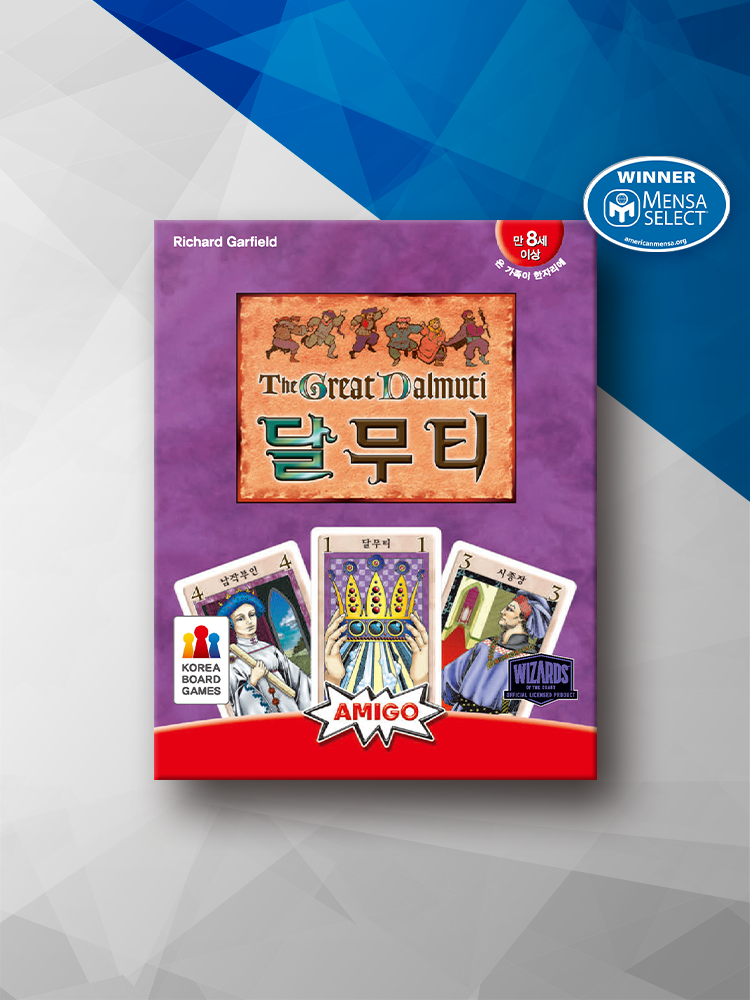 WINNER
MENSA
SELECT
americanmensa.org
Richard Garfield
만 8세
이상
온 가족이 한자리에
The Great Dalmuti
달무티
4 남작부인 4
1 달무티 1
3 시종장 3
KOREA
BOARD
GAMES
WIZARDS
OF THE COAST
OFFICIAL LICENSED PRODUCT
AMIGO